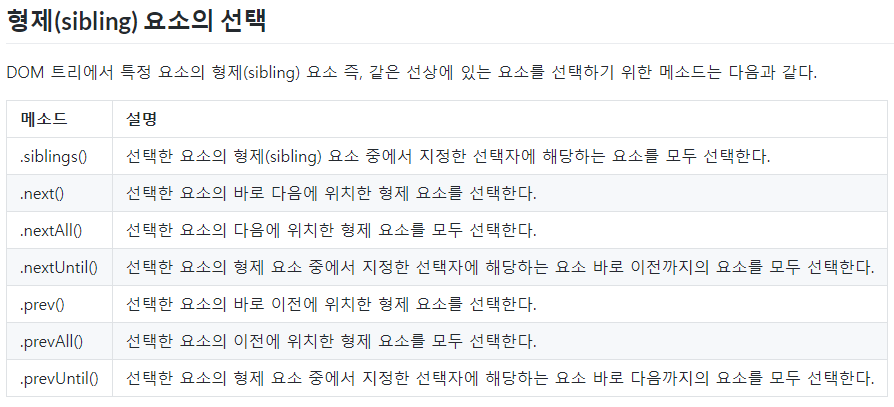 형제(sibling) 요소의 선택
DOM 트리에서 특정 요소의 형제(sibling) 요소 즉, 같은 선상에 있는 요소를 선택하기 위한 메소드는 다음과 같다.
메소드 설명
.siblings() 선택한 요소의 형제(sibling) 요소 중에서 지정한 선택자에 해당하는 요소를 모두 선택한다.
.next() 선택한 요소의 바로 다음에 위치한 형제 요소를 선택한다.
.nextAll() 선택한 요소의 다음에 위치한 형제 요소를 모두 선택한다.
.nextUntil() 선택한 요소의 형제 요소 중에서 지정한 선택자에 해당하는 요소 바로 이전까지의 요소를 모두 선택한다.
.prev() 선택한 요소의 바로 이전에 위치한 형제 요소를 선택한다.
.prevAll() 선택한 요소의 이전에 위치한 형제 요소를 모두 선택한다.
.prevUntil() 선택한 요소의 형제 요소 중에서 지정한 선택자에 해당하는 요소 바로 다음까지의 요소를 모두 선택한다.